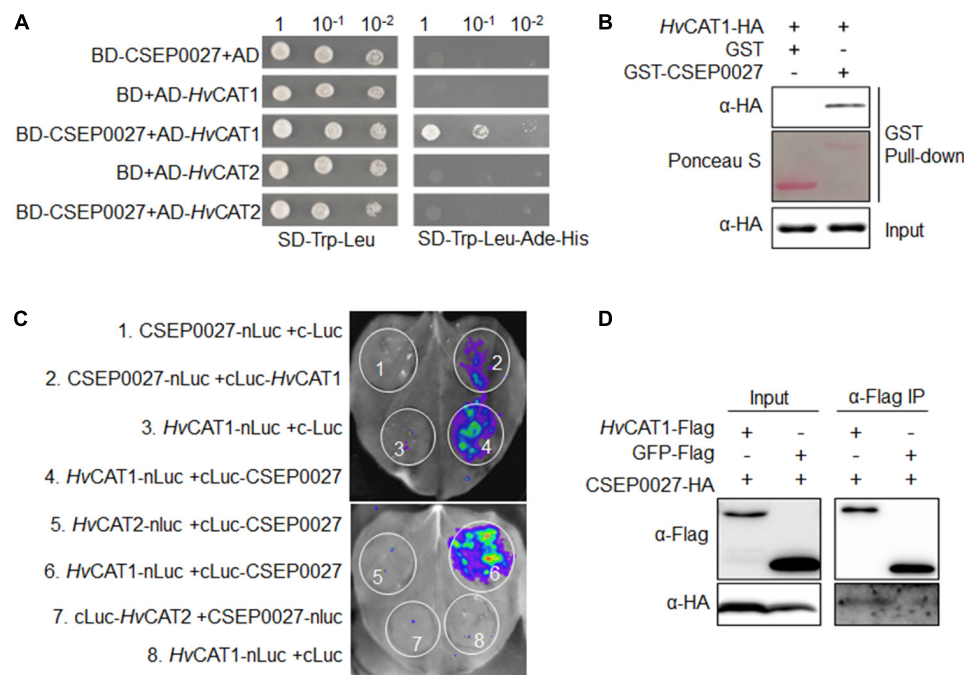 A
1 10-1 10-2 1 10-1 10-2
BD-CSEP0027+AD
BD+AD-HvCAT1
BD-CSEP0027+AD-HvCAT1
BD+AD-HvCAT2
BD-CSEP0027+AD-HvCAT2
SD-Trp-Leu SD-Trp-Leu-Ade-His
B
HvCAT1-HA + +
GST + -
GST-CSEP0027 - +
α-HA
Ponceau S
GST
Pull-down
α-HA
Input
C
1. CSEP0027-nLuc +c-Luc
2. CSEP0027-nLuc +cLuc-HvCAT1
3. HvCAT1-nLuc +c-Luc
4. HvCAT1-nLuc +cLuc-CSEP0027
5. HvCAT2-nluc +cLuc-CSEP0027
6. HvCAT1-nLuc +cLuc-CSEP0027
7. cLuc-HvCAT2 +CSEP0027-nluc
8. HvCAT1-nLuc +cLuc
1 2
3 4
5 6
7 8
D
Input α-Flag IP
HvCAT1-Flag + - + -
GFP-Flag - + - +
CSEP0027-HA + + + +
α-Flag
α-HA